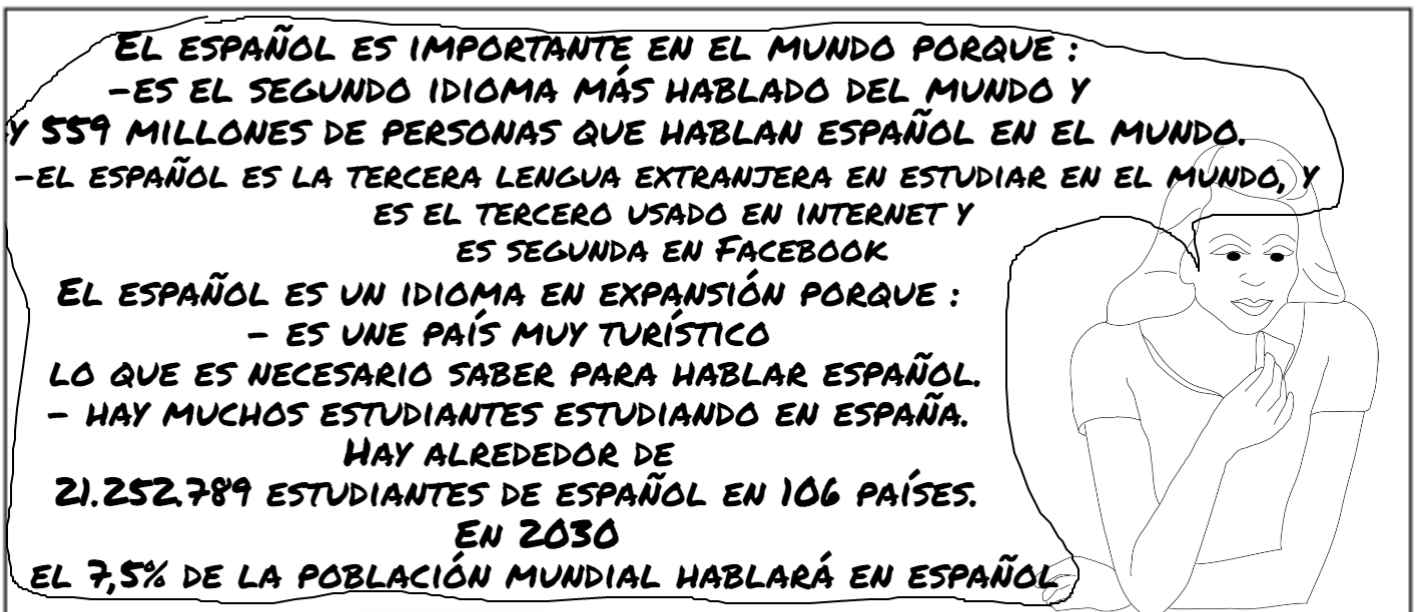 El español es importante en el mundo porque :
-es el segundo idioma más hablado del mundo y
y 559 millones de personas que hablan español en el mundo.
-el español es la tercera lengua extranjera en estudiar en el mundo, y
es el tercero usado en internet y
es segunda en Facebook
El español es un idioma en expansión porque :
- es une país muy turístico
lo que es necesario saber para hablar español.
- hay muchos estudiantes estudiando en españa.
Hay alrededor de
21.252.789 estudiantes de español en 106 países.
En 2030
el 7,5% de la población mundial hablará en español